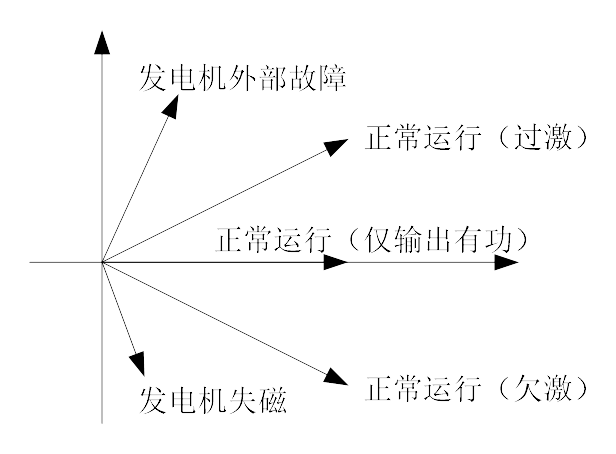 发电机外部故障
正常运行（过激）
正常运行（仅输出有功）
正常运行（欠激）
发电机失磁